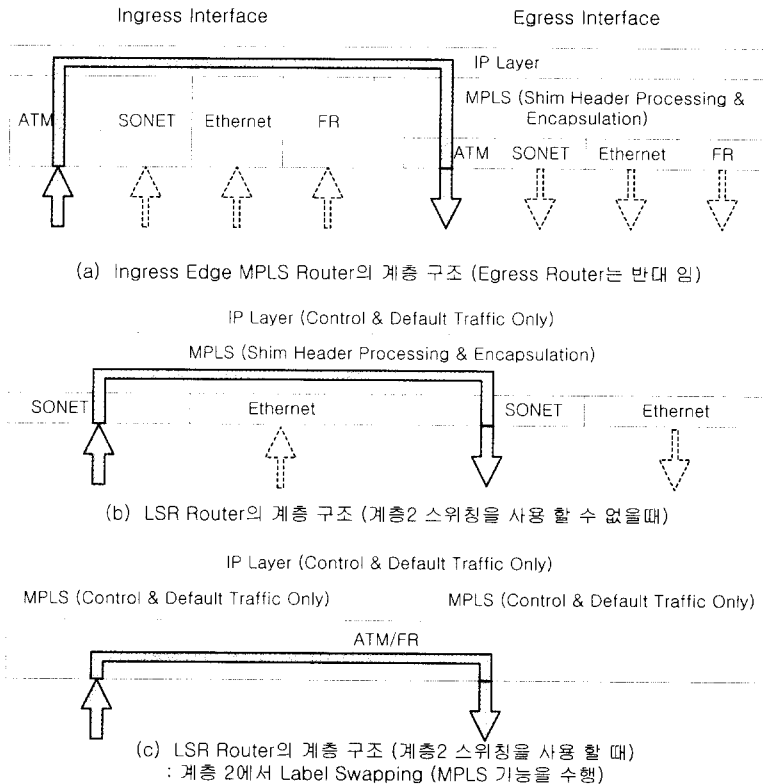 Ingress Interface Egress Interface
IP Layer
MPLS (Shim Header Processing &
Encapsulation)
ATM SONET Ethernet FR
ATM SONET Ethernet FR
(a) Ingress Edge MPLS Router의 계층 구조 (Egress Router는 반대 임)
IP Layer (Control & Default Traffic Only)
MPLS (Shim Header Processing & Encapsulation)
SONET Ethernet SONET Ethernet
(b) LSR Router의 계층 구조 (계층2 스위칭을 사용 할 수 없을때)
IP Layer (Control & Default Traffic Only)
MPLS (Control & Default Traffic Only) MPLS (Control & Default Traffic Only)
ATM/FR
(c) LSR Router의 계층 구조 (계층2 스위칭을 사용 할 때)
: 계층 2에서 Label Swapping (MPLS 기능을 수행)